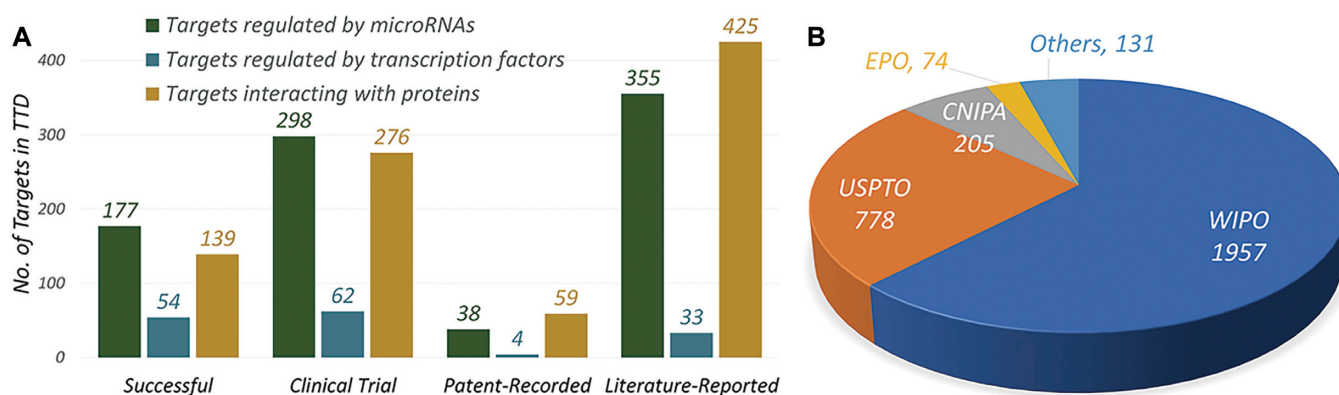 A
Targets regulated by microRNAs
Targets regulated by transcription factors
Targets interacting with proteins
No. of Targets in TTD
400
300
200
100
0
177
54
139
298
62
276
38
4
59
355
33
425
Successful
Clinical Trial
Patent-Recorded
Literature-Reported
B
EPO, 74
Others, 131
CNIPA
205
USPTO
778
WIPO
1957